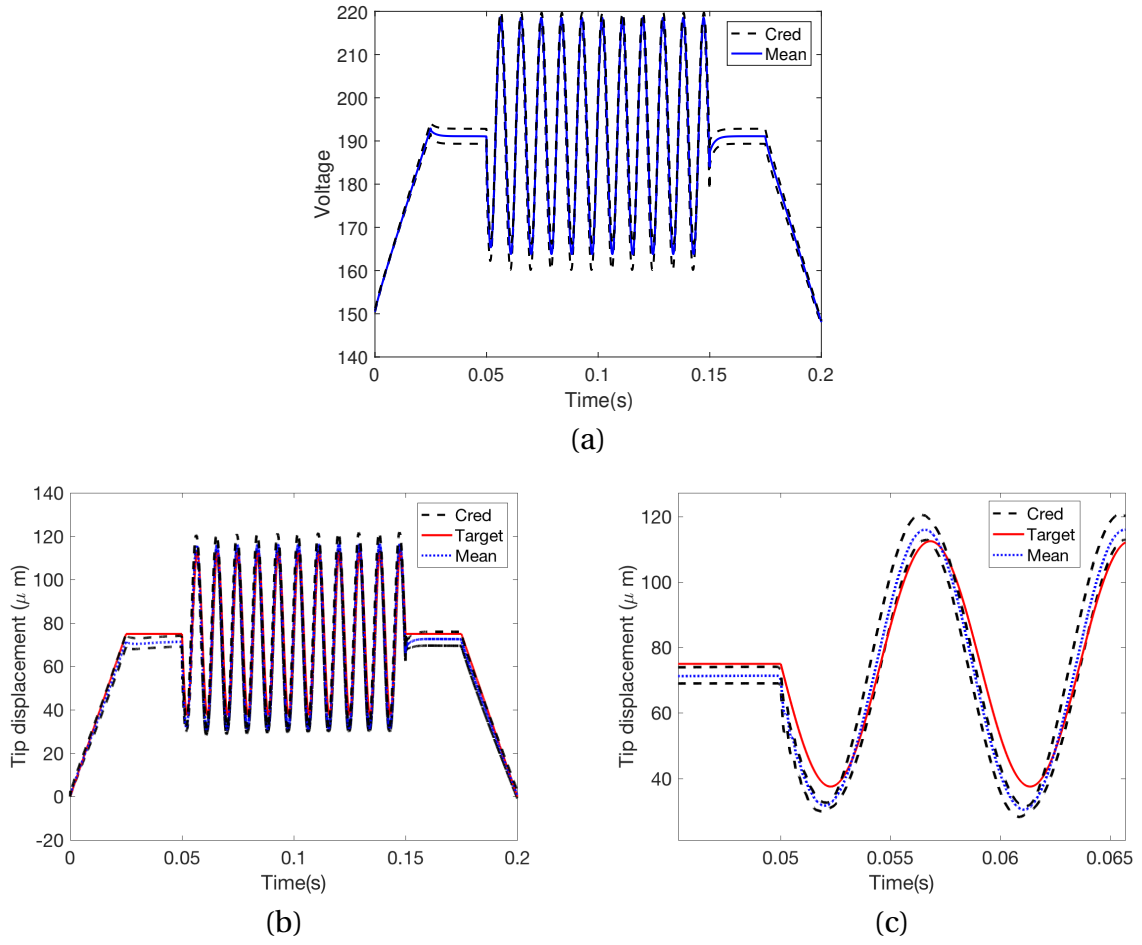 220
210
200
190
180
170
160
150
140
Voltage
Cred
Mean
0 0.05 0.1 0.15 0.2
Time(s)
(a)
140
120
100
80
60
40
20
0
-20
Tip displacement (μ m)
Cred
Target
Mean
0 0.05 0.1 0.15 0.2
Time(s)
(b)
120
100
80
60
40
Tip displacement (μ m)
Cred
Target
Mean
0.05 0.055 0.06 0.065
Time(s)
(c)